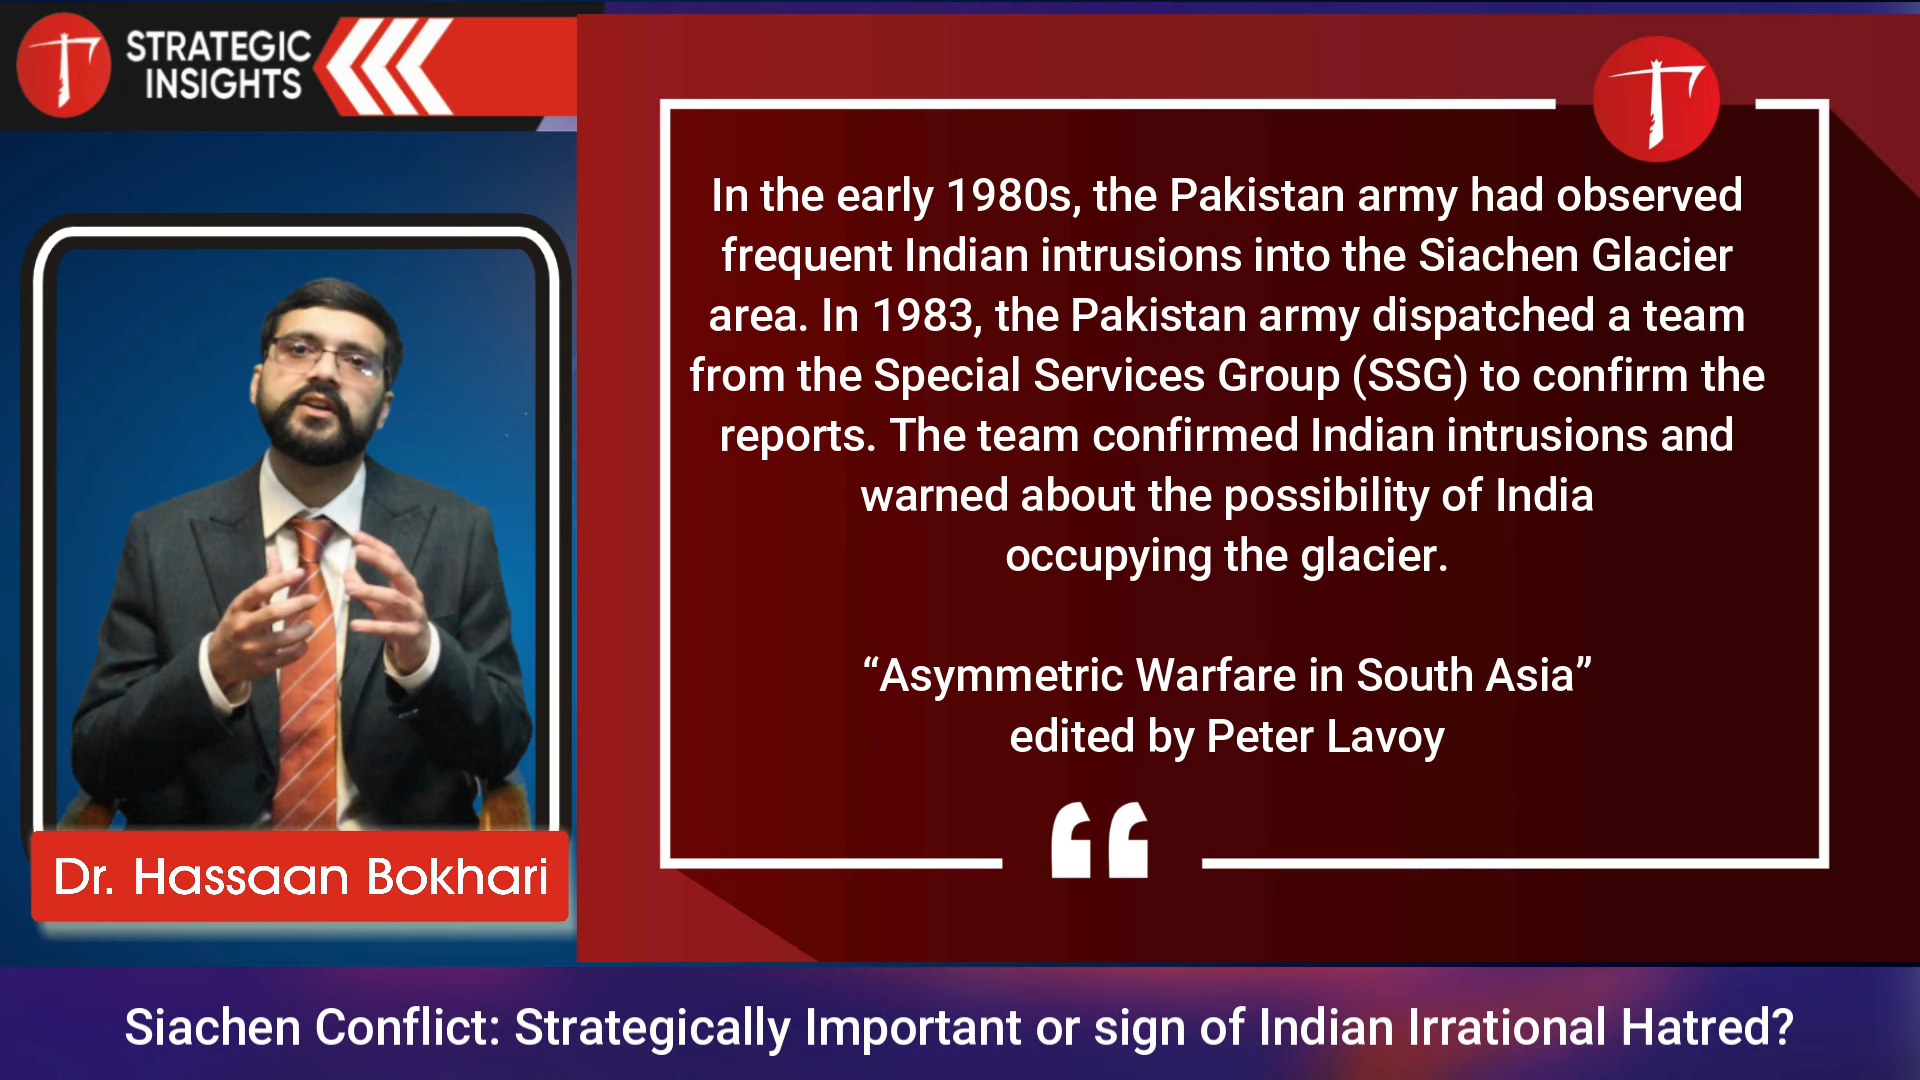 STRATEGIC
INSIGHTS
In the early 1980s, the Pakistan army had observed
frequent Indian intrusions into the Siachen Glacier
area. In 1983, the Pakistan army dispatched a team
from the Special Services Group (SSG) to confirm the
reports. The team confirmed Indian intrusions and
warned about the possibility of India
occupying the glacier.
“Asymmetric Warfare in South Asia”
edited by Peter Lavoy
Dr. Hassaan Bokhari
Siachen Conflict: Strategically Important or sign of Indian Irrational Hatred?